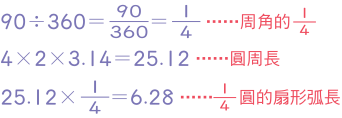 90÷360=90/360=1/4 ……周角的1/4
4×2×3.14=25.12 ……圓周長
25.12×1/4=6.28 ……1/4圓的扇形弧長